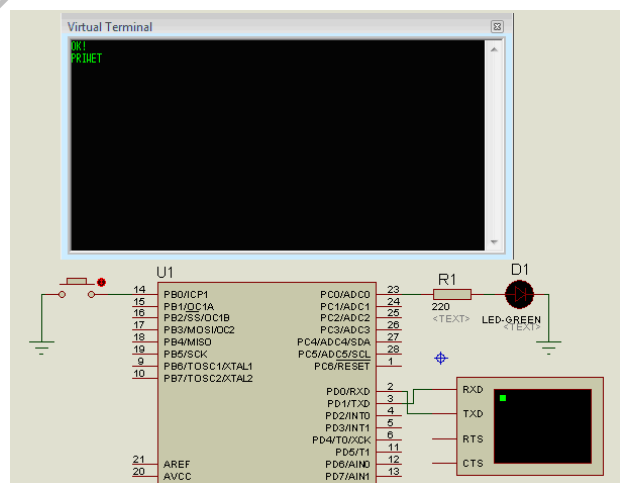 Virtual Terminal
OK!
PRIWET
U1
14 PB0/ICP1
15 PB1/OC1A
16 PB2/SS/OC1B
17 PB3/MOSI/OC2
18 PB4/MISO
19 PB5/SCK
9 PB6/TOSC1/XTAL1
10 PB7/TOSC2/XTAL2
21 AREF
20 AVCC
PC0/ADC0 23
PC1/ADC1 24
PC2/ADC2 25
PC3/ADC3 26
PC4/ADC4/SDA 27
PC5/ADC5/SCL 28
PC6/RESET 1
PD0/RXD 2
PD1/TXD 3
PD2/INT0 4
PD3/INT1 5
PD4/T0/XCK 6
PD5/T1 11
PD6/AIN0 12
PD7/AIN1 13
R1
220
<TEXT>
D1
LED-GREEN
<TEXT>
RXD
TXD
RTS
CTS